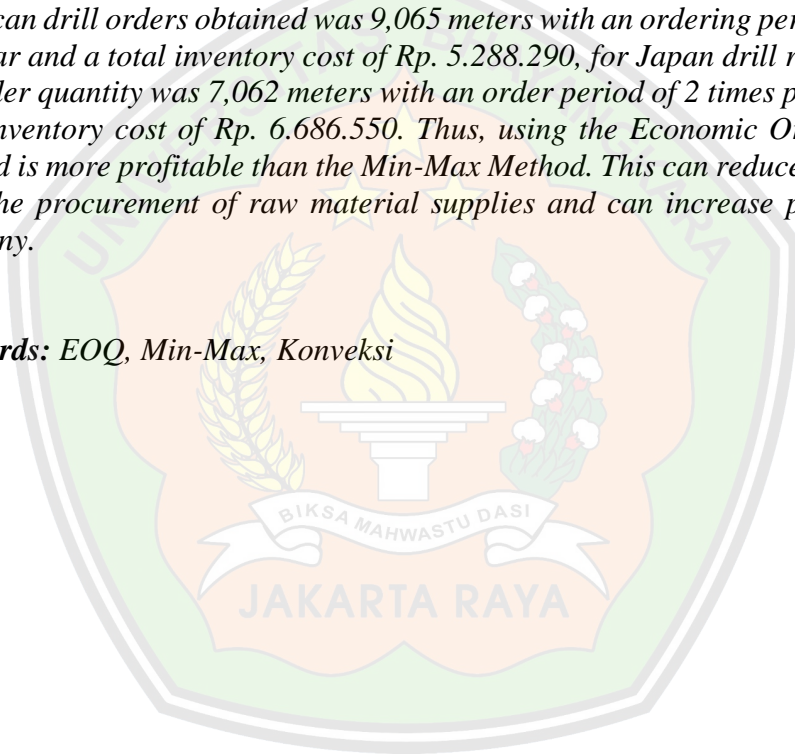 can drill orders obtained was 9,065 meters with an ordering per
ar and a total inventory cost of Rp. 5.288.290, for Japan drill r
ler quantity was 7,062 meters with an order period of 2 times p
nventory cost of Rp. 6.686.550. Thus, using the Economic Or
d is more profitable than the Min-Max Method. This can reduce
he procurement of raw material supplies and can increase p
ny.
rds: EOQ, Min-Max, Konveksi
UNIVERSITAS BHAYANGKARA
BIKSA MAHWASTU DASI
JAKARTA RAYA